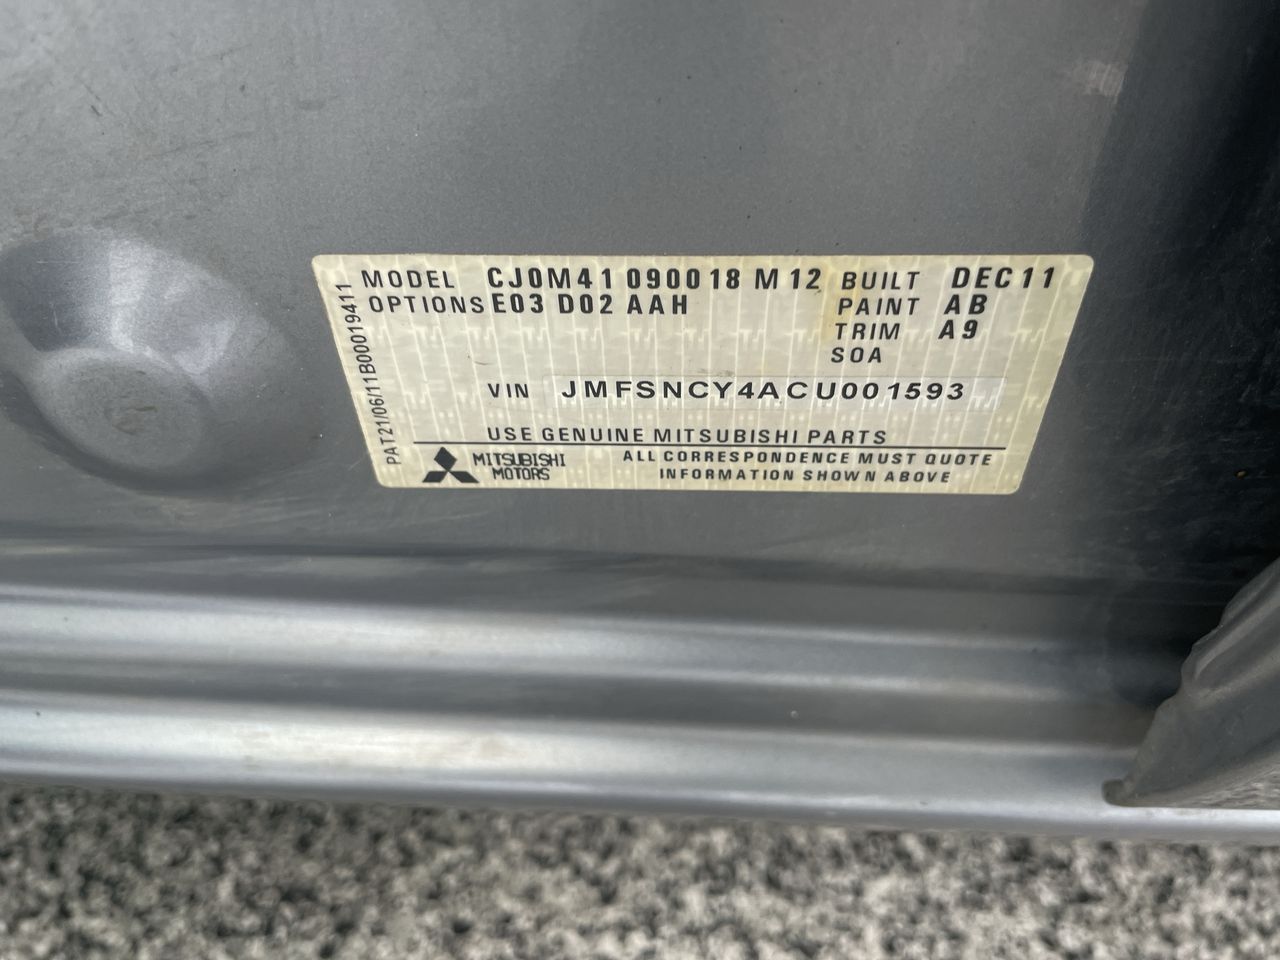 MODEL CJ0M41 090018 M12 BUILT DEC11
OPTIONS E03 D02 AAH PAINT AB
TRIM A9
SOA
VIN JMFSNCY4ACU001593
USE GENUINE MITSUBISHI PARTS
MITSUBISHI MOTORS
ALL CORRESPONDENCE MUST QUOTE
INFORMATION SHOWN ABOVE
PAT21/06/11B00019411